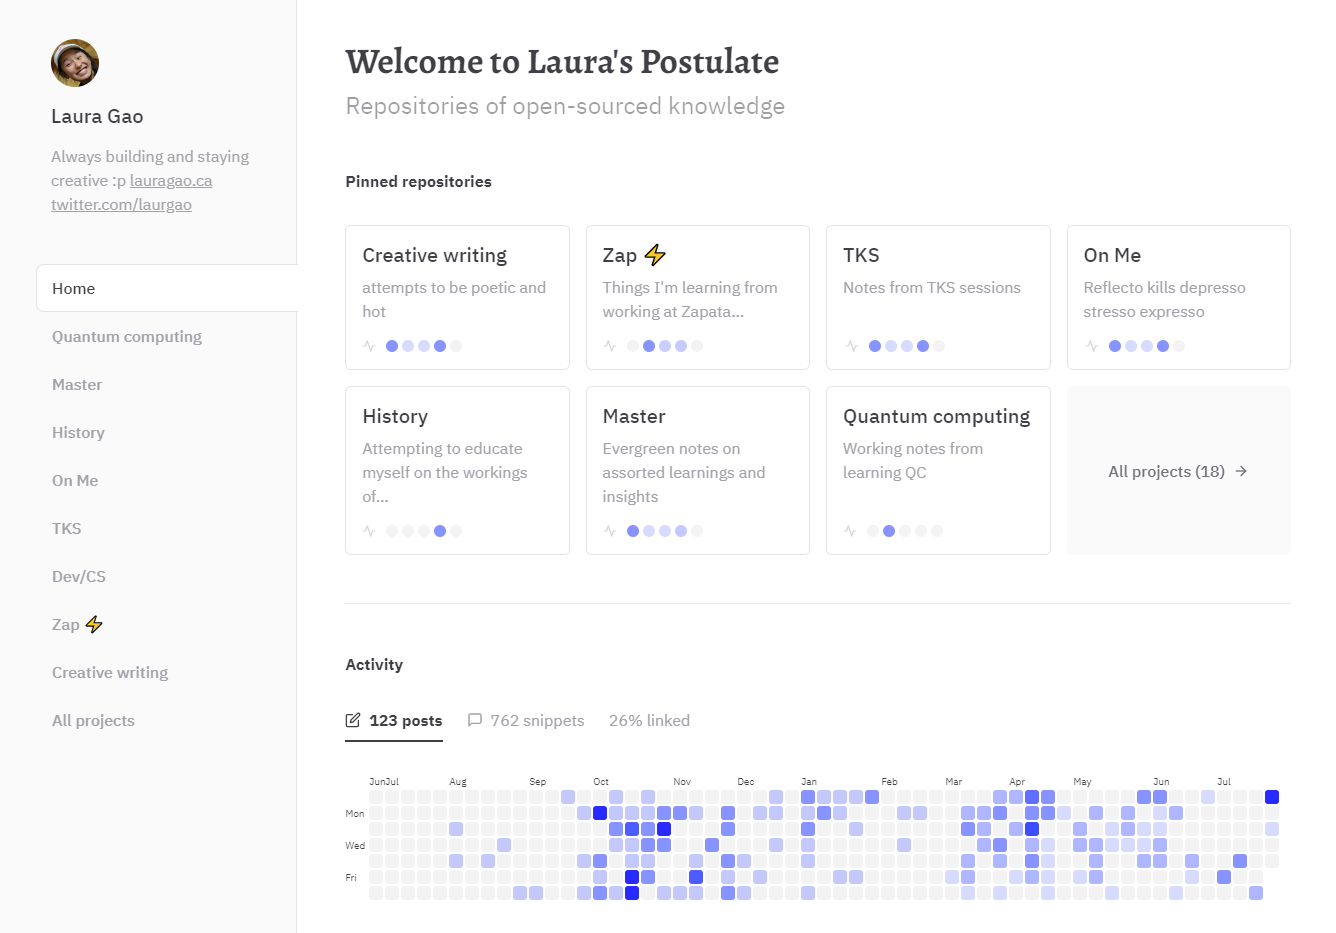 Laura Gao
Always building and staying
creative :p lauragao.ca
twitter.com/laurgao
Home
Quantum computing
Master
History
On Me
TKS
Dev/CS
Zap ⚡
Creative writing
All projects
Welcome to Laura's Postulate
Repositories of open-sourced knowledge
Pinned repositories
Creative writing
attempts to be poetic and
hot
Zap ⚡
Things I'm learning from
working at Zapata...
TKS
Notes from TKS sessions
On Me
Reflecto kills depresso
stresso expresso
History
Attempting to educate
myself on the workings
of...
Master
Evergreen notes on
assorted learnings and
insights
Quantum computing
Working notes from
learning QC
All projects (18) →
Activity
123 posts 762 snippets 26% linked
JunJul Aug Sep Oct Nov Dec Jan Feb Mar Apr May Jun Jul
Mon
Wed
Fri